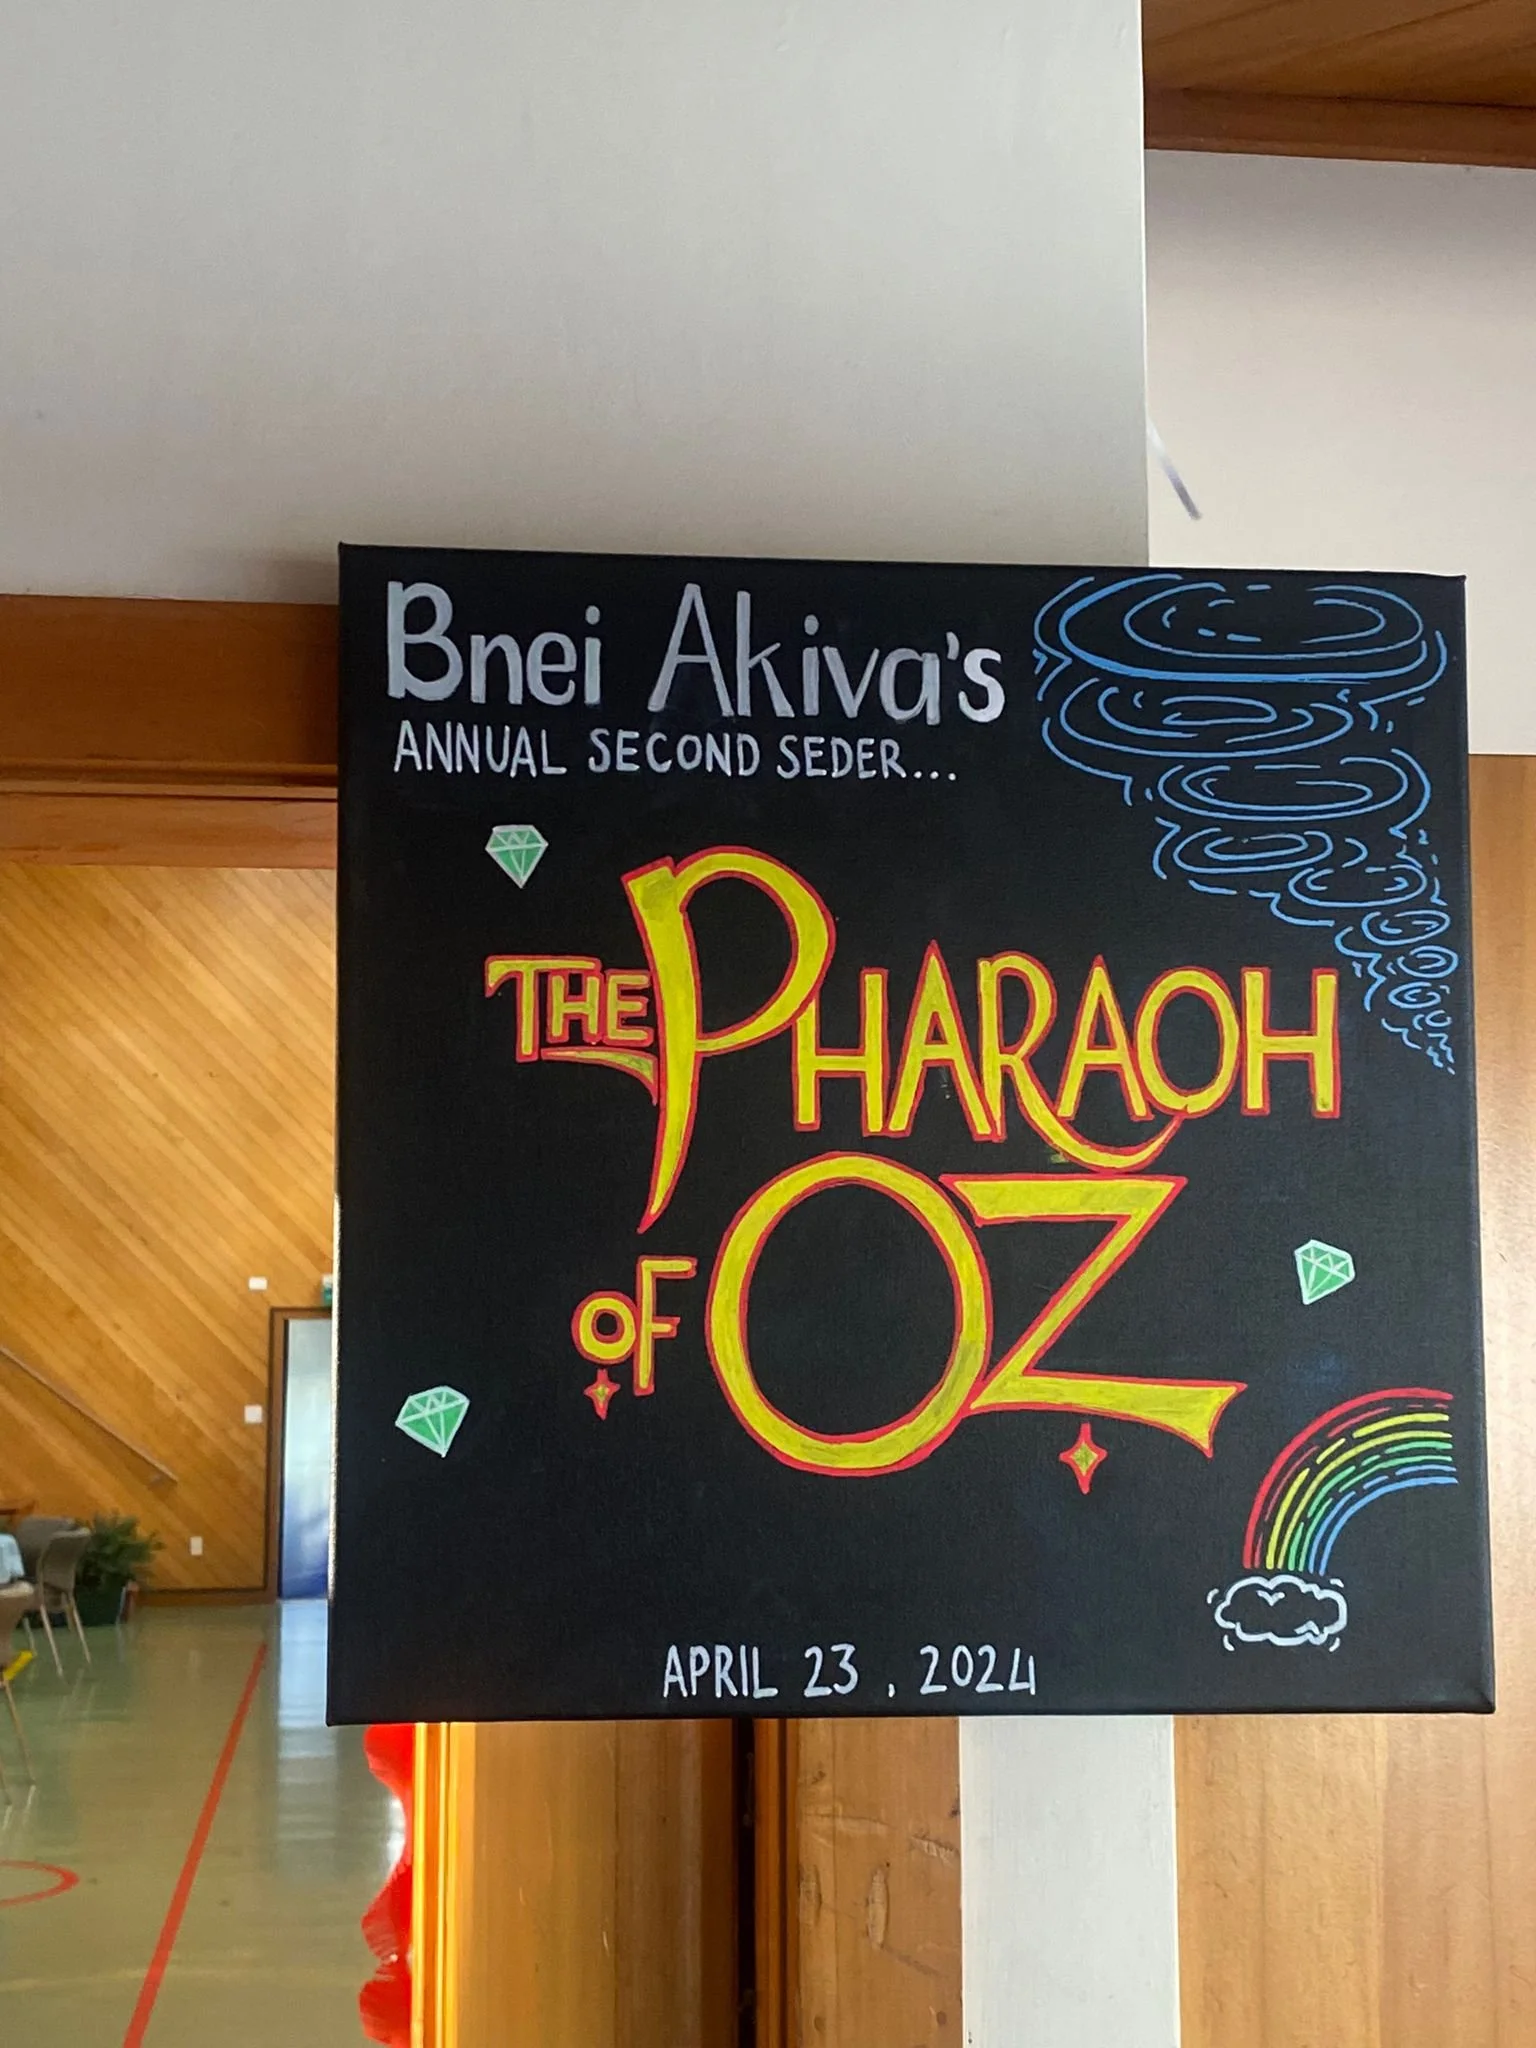 Bnei Akiva's
ANNUAL SECOND SEDER...
THE PHARAOH
OF OZ
APRIL 23, 2024